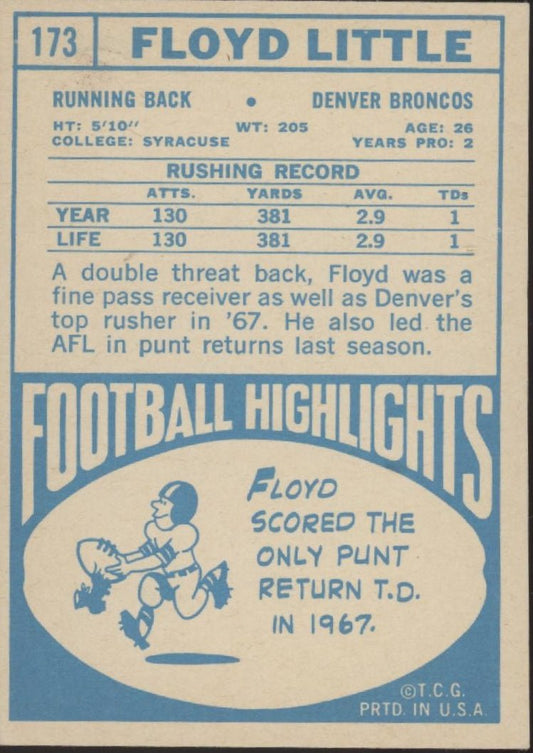 173 FLOYD LITTLE
RUNNING BACK • DENVER BRONCOS
HT: 5'10" WT: 205 AGE: 26
COLLEGE: SYRACUSE YEARS PRO: 2
RUSHING RECORD
ATTS. YARDS AVG. TDs
YEAR 130 381 2.9 1
LIFE 130 381 2.9 1
A double threat back, Floyd was a
fine pass receiver as well as Denver's
top rusher in '67. He also led the
AFL in punt returns last season.
FOOTBALL HIGHLIGHTS
FLOYD
SCORED THE
ONLY PUNT
RETURN T.D.
IN 1967.
©T.C.G.
PRTD. IN U.S.A.